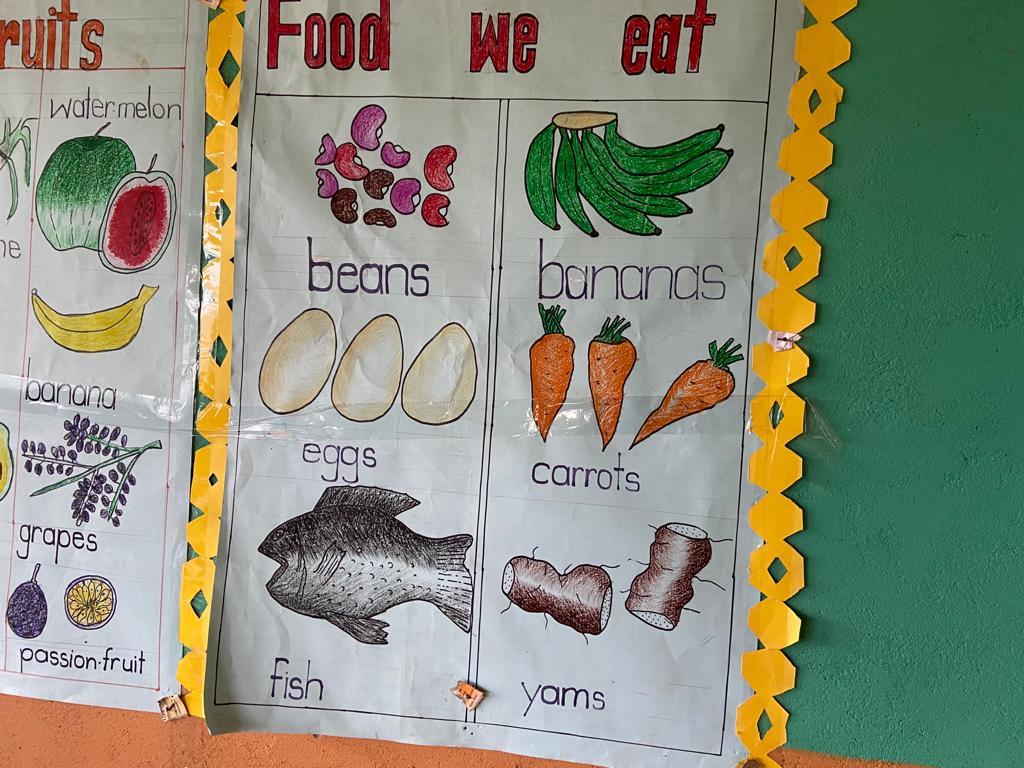 ruits
watermelon
ne
banana
grapes
passion-fruit
Food we eat
beans
bananas
eggs
carrots
fish
yams